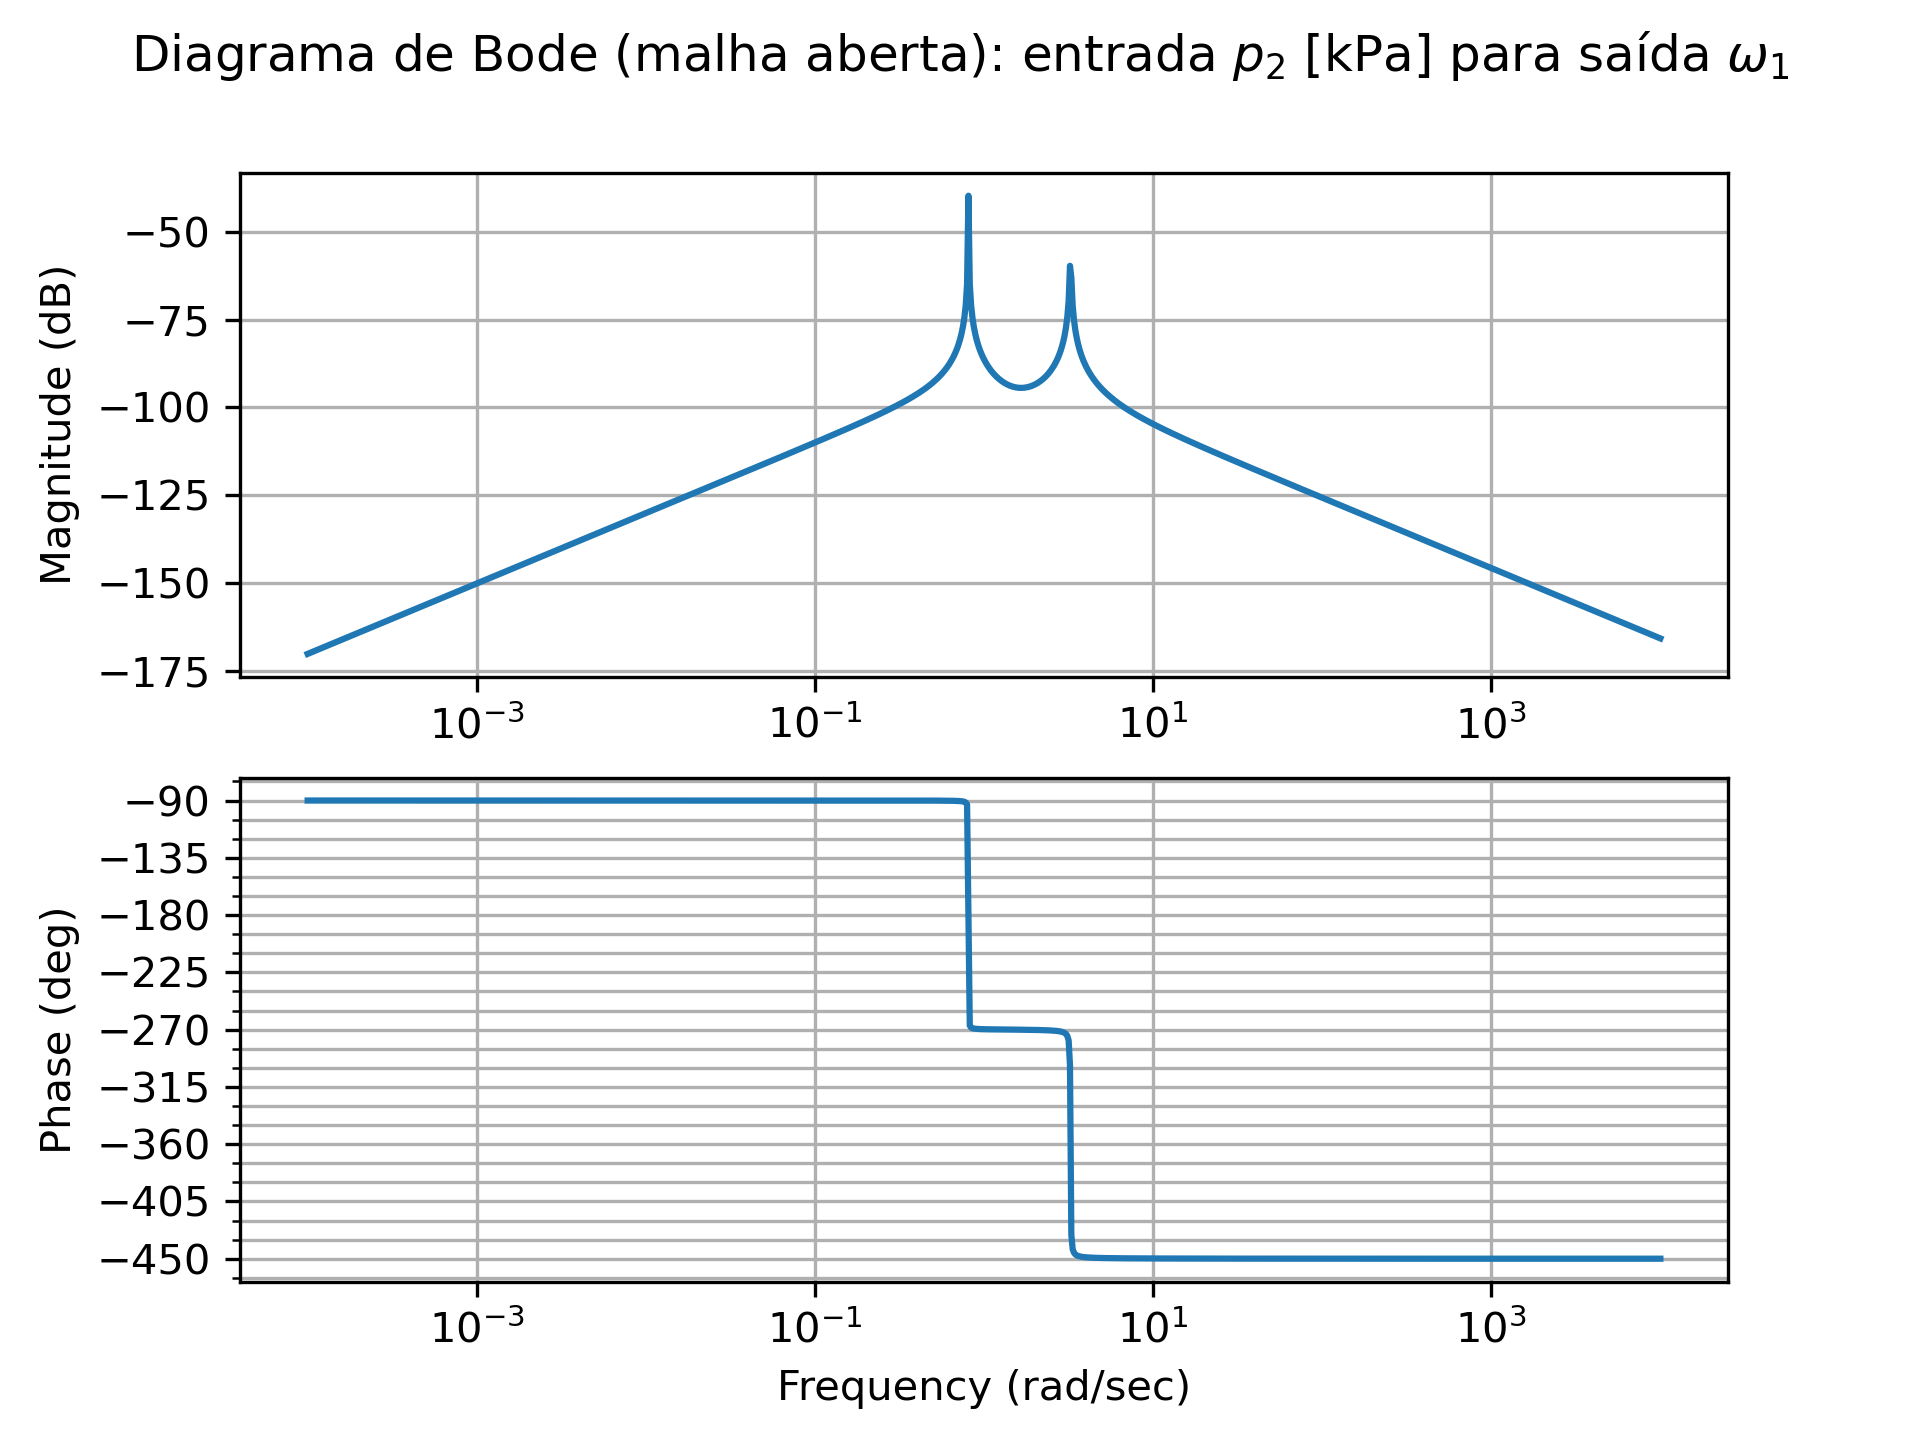 Diagrama de Bode (malha aberta): entrada p₂ [kPa] para saída ω₁
Magnitude (dB)
−50
−75
−100
−125
−150
−175
10⁻³ 10⁻¹ 10¹ 10³
Phase (deg)
−90
−135
−180
−225
−270
−315
−360
−405
−450
10⁻³ 10⁻¹ 10¹ 10³
Frequency (rad/sec)